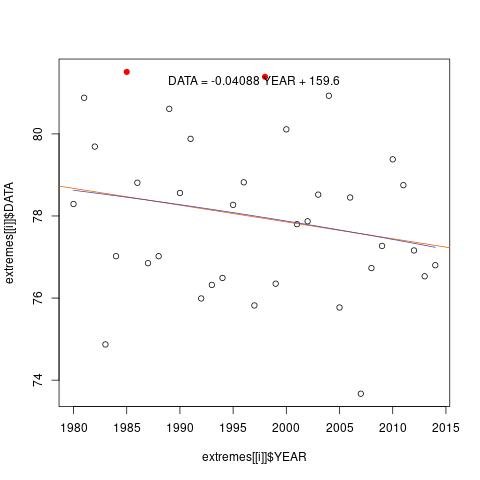 DATA = -0.04088 YEAR + 159.6
80
78
76
74
extremes[[i]]$DATA
1980 1985 1990 1995 2000 2005 2010 2015
extremes[[i]]$YEAR